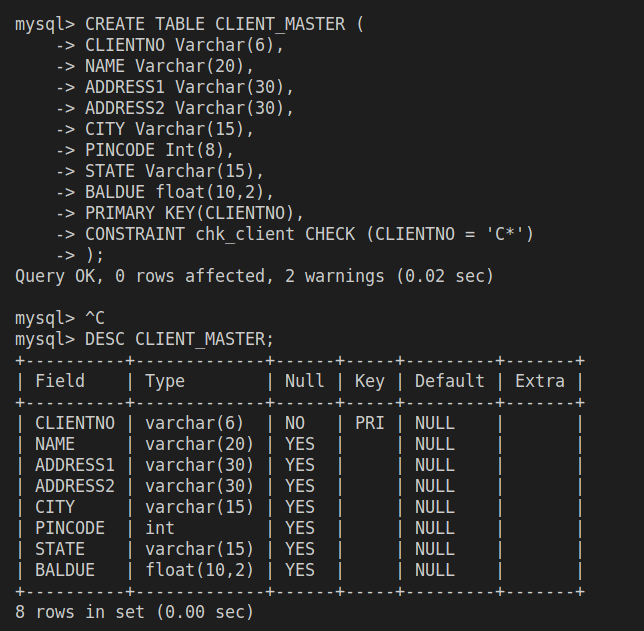 mysql> CREATE TABLE CLIENT_MASTER (
    -> CLIENTNO Varchar(6),
    -> NAME Varchar(20),
    -> ADDRESS1 Varchar(30),
    -> ADDRESS2 Varchar(30),
    -> CITY Varchar(15),
    -> PINCODE Int(8),
    -> STATE Varchar(15),
    -> BALDUE float(10,2),
    -> PRIMARY KEY(CLIENTNO),
    -> CONSTRAINT chk_client CHECK (CLIENTNO = 'C*')
    -> );
Query OK, 0 rows affected, 2 warnings (0.02 sec)

mysql> ^C
mysql> DESC CLIENT_MASTER;
+----------+-------------+------+-----+---------+-------+
| Field    | Type        | Null | Key | Default | Extra |
+----------+-------------+------+-----+---------+-------+
| CLIENTNO | varchar(6)  | NO   | PRI | NULL    |       |
| NAME     | varchar(20) | YES  |     | NULL    |       |
| ADDRESS1 | varchar(30) | YES  |     | NULL    |       |
| ADDRESS2 | varchar(30) | YES  |     | NULL    |       |
| CITY     | varchar(15) | YES  |     | NULL    |       |
| PINCODE  | int         | YES  |     | NULL    |       |
| STATE    | varchar(15) | YES  |     | NULL    |       |
| BALDUE   | float(10,2) | YES  |     | NULL    |       |
+----------+-------------+------+-----+---------+-------+
8 rows in set (0.00 sec)